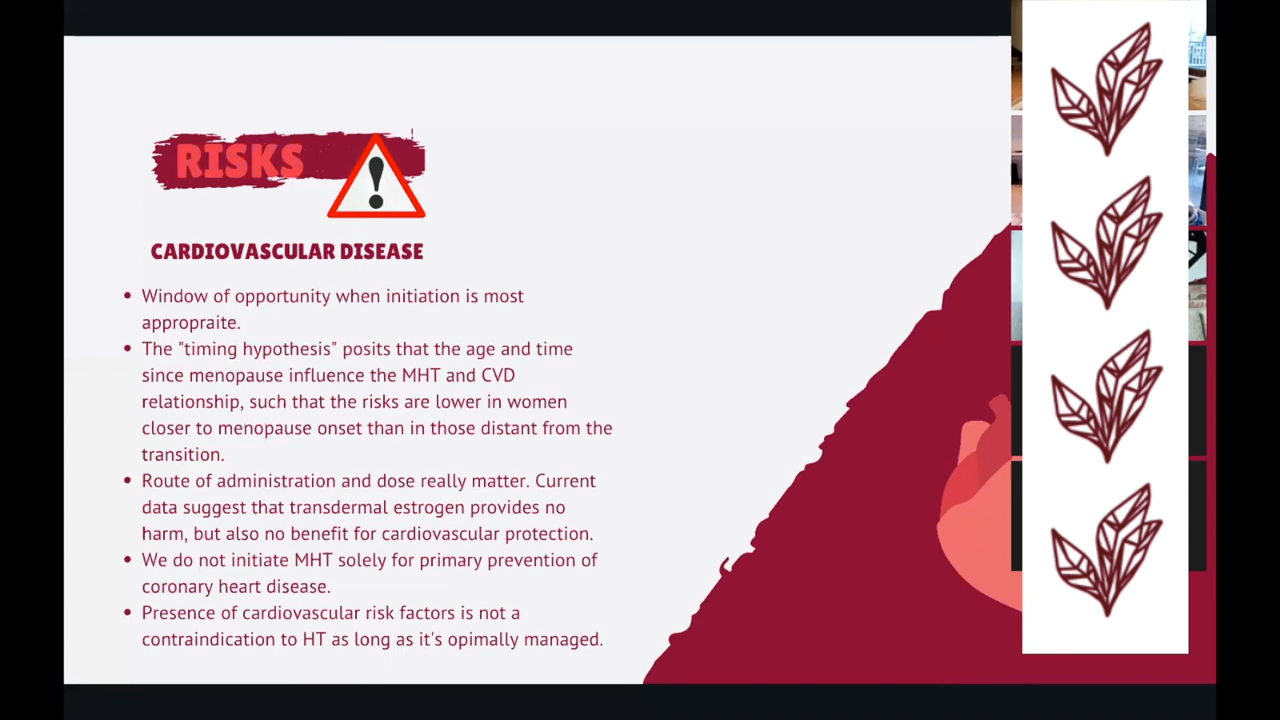 RISKS
CARDIOVASCULAR DISEASE
• Window of opportunity when initiation is most
appropraite.
• The "timing hypothesis" posits that the age and time
since menopause influence the MHT and CVD
relationship, such that the risks are lower in women
closer to menopause onset than in those distant from the
transition.
• Route of administration and dose really matter. Current
data suggest that transdermal estrogen provides no
harm, but also no benefit for cardiovascular protection.
• We do not initiate MHT solely for primary prevention of
coronary heart disease.
• Presence of cardiovascular risk factors is not a
contraindication to HT as long as it's opimally managed.